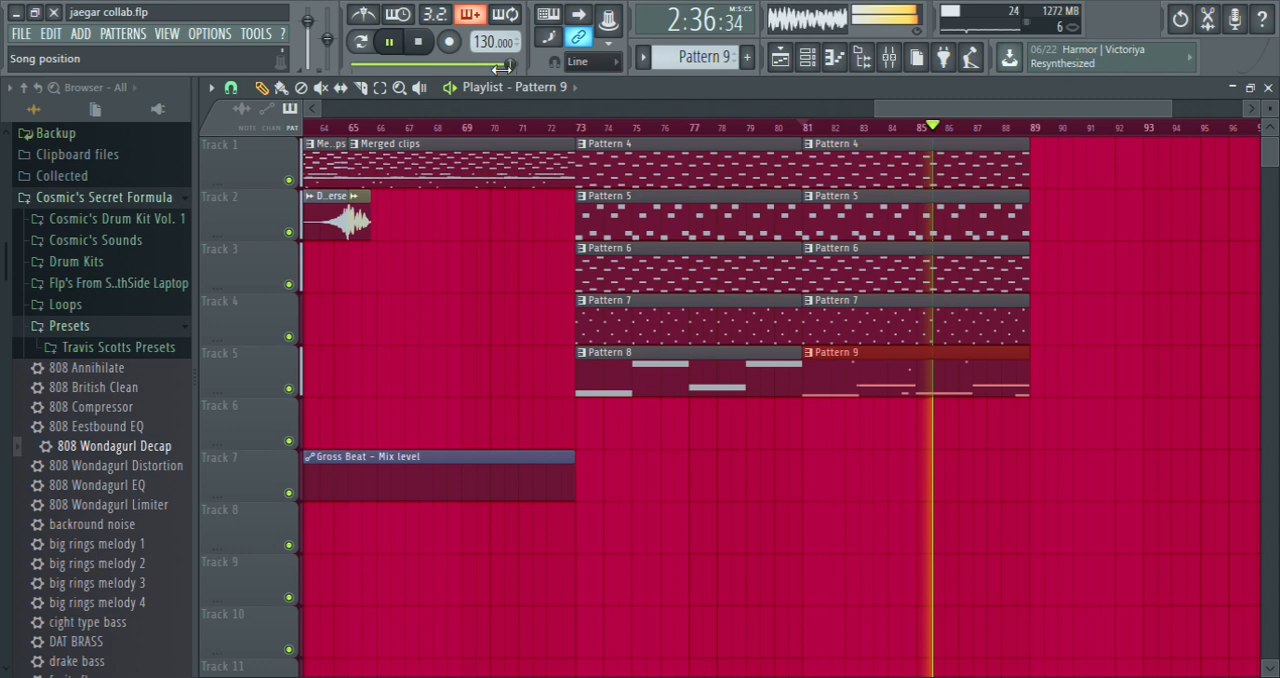 jaegar collab.flp
FILE EDIT ADD PATTERNS VIEW OPTIONS TOOLS ?
Song position
3.2.
130.000
2:36:34
M:S:CS
24
1272 MB
6
Line
Pattern 9
06/22 Harmor | Victoriya
Resynthesized
Browser - All
Playlist - Pattern 9
NOTE CHAN PAT
64 65 66 67 68 69 70 71 72 73 74 75 76 77 78 79 80 81 82 83 84 85 86 87 88 89 90 91 92 93 94 95 96
Backup
Clipboard files
Collected
Cosmic's Secret Formula
Cosmic's Drum Kit Vol. 1
Cosmic's Sounds
Drum Kits
Flp's From S..thSide Laptop
Loops
Presets
Travis Scotts Presets
808 Annihilate
808 British Clean
808 Compressor
808 Eestbound EQ
808 Wondagurl Decap
808 Wondagurl Distortion
808 Wondagurl EQ
808 Wondagurl Limiter
backround noise
big rings melody 1
big rings melody 2
big rings melody 3
big rings melody 4
cight type bass
DAT BRASS
drake bass
Track 1
Me..ps Merged clips Pattern 4 Pattern 4
Track 2
D..erse Pattern 5 Pattern 5
Track 3
Pattern 6 Pattern 6
Track 4
Pattern 7 Pattern 7
Track 5
Pattern 8 Pattern 9
Track 6
Track 7
Gross Beat - Mix level
Track 8
Track 9
Track 10
Track 11